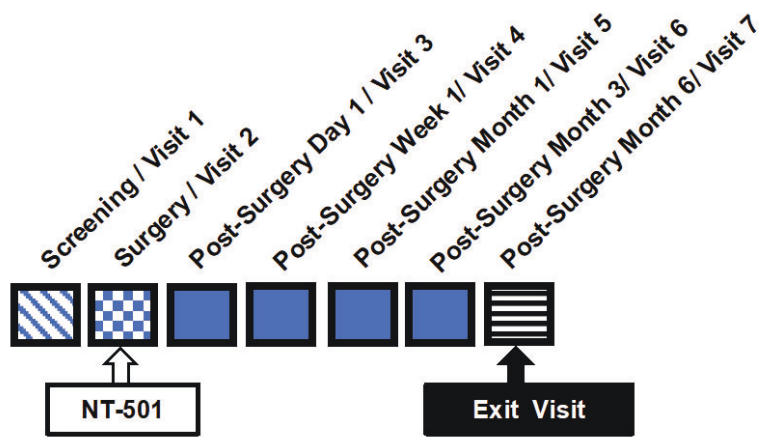 Screening / Visit 1
Surgery / Visit 2
Post-Surgery Day 1 / Visit 3
Post-Surgery Week 1/ Visit 4
Post-Surgery Month 1/ Visit 5
Post-Surgery Month 3/ Visit 6
Post-Surgery Month 6/ Visit 7
NT-501
Exit Visit